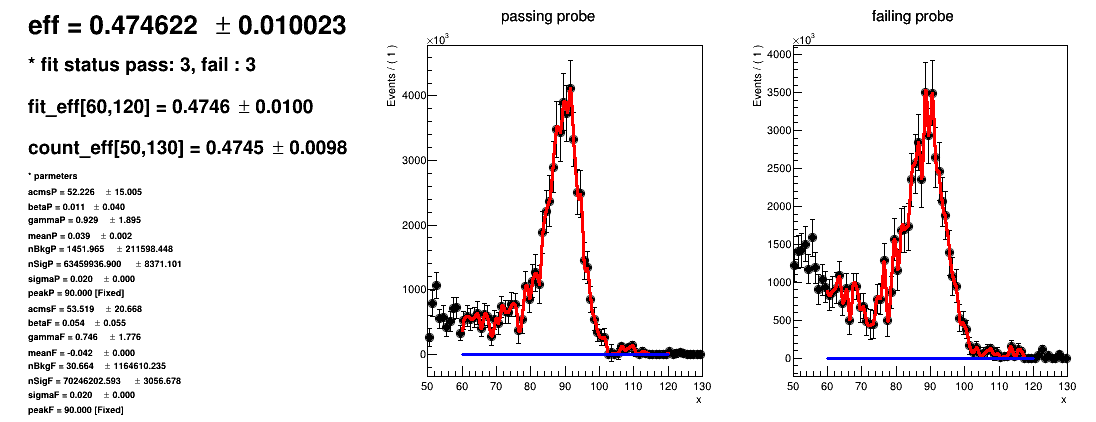 eff = 0.474622 ± 0.010023
* fit status pass: 3, fail : 3
fit_eff[60,120] = 0.4746 ± 0.0100
count_eff[50,130] = 0.4745 ± 0.0098
* parmeters
acmsP = 52.226 ± 15.005
betaP = 0.011 ± 0.040
gammaP = 0.929 ± 1.895
meanP = 0.039 ± 0.002
nBkgP = 1451.965 ± 211598.448
nSigP = 63459936.900 ± 8371.101
sigmaP = 0.020 ± 0.000
peakP = 90.000 [Fixed]
acmsF = 53.519 ± 20.668
betaF = 0.054 ± 0.055
gammaF = 0.746 ± 1.776
meanF = -0.042 ± 0.000
nBkgF = 30.664 ± 1164610.235
nSigF = 70246202.593 ± 3056.678
sigmaF = 0.020 ± 0.000
peakF = 90.000 [Fixed]
passing probe
×10³
Events / ( 1 )
4000
3000
2000
1000
0
50 60 70 80 90 100 110 120 130
x
failing probe
×10³
Events / ( 1 )
4000
3500
3000
2500
2000
1500
1000
500
0
50 60 70 80 90 100 110 120 130
x